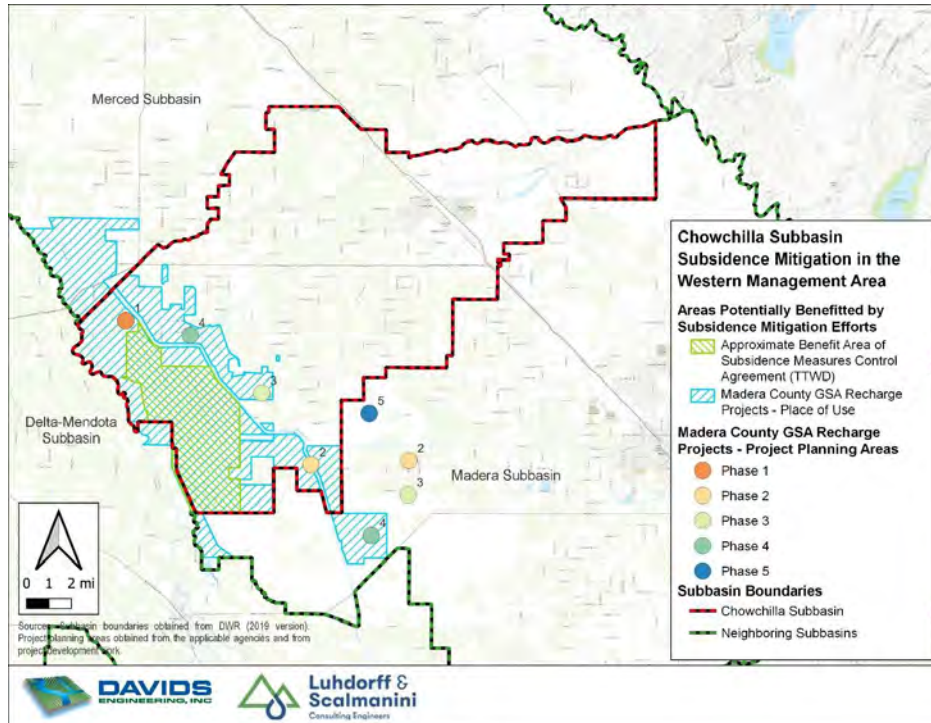 Merced Subbasin
1
4
3
Delta-Mendota
Subbasin
5
2
2
Madera Subbasin
3
4
0 1 2 mi
Sources: Subbasin boundaries obtained from DWR (2019 version).
Project planning areas obtained from the applicable agencies and from
project development work.
Chowchilla Subbasin
Subsidence Mitigation in the
Western Management Area
Areas Potentially Benefitted by
Subsidence Mitigation Efforts
Approximate Benefit Area of
Subsidence Measures Control
Agreement (TTWD)
Madera County GSA Recharge
Projects - Place of Use
Madera County GSA Recharge
Projects - Project Planning Areas
Phase 1
Phase 2
Phase 3
Phase 4
Phase 5
Subbasin Boundaries
Chowchilla Subbasin
Neighboring Subbasins
DAVIDS
ENGINEERING, INC
Luhdorff &
Scalmanini
Consulting Engineers